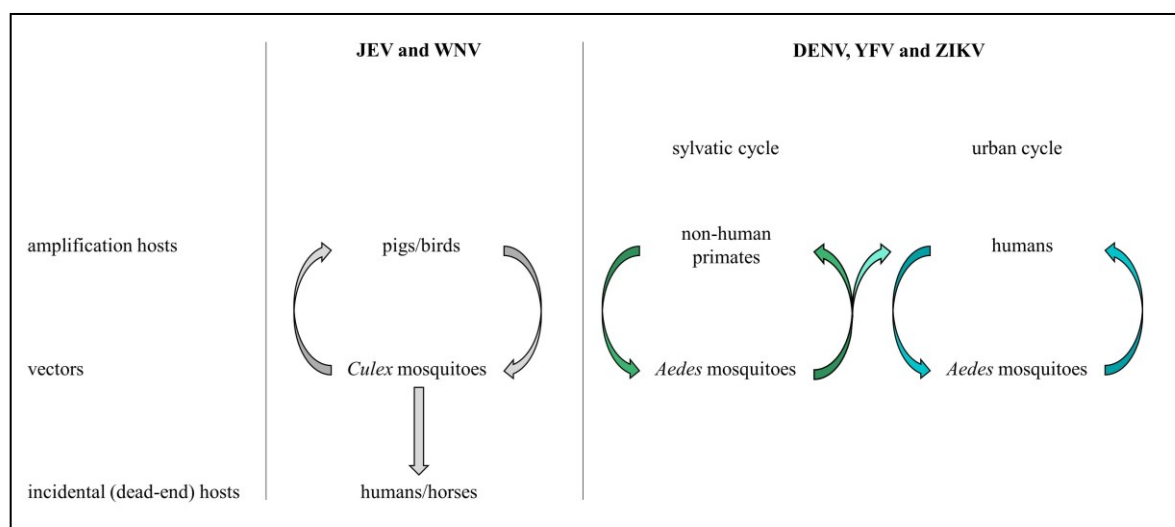 JEV and WNV
DENV, YFV and ZIKV
sylvatic cycle
urban cycle
amplification hosts
pigs/birds
non-human
primates
humans
vectors
Culex mosquitoes
Aedes mosquitoes
Aedes mosquitoes
incidental (dead-end) hosts
humans/horses